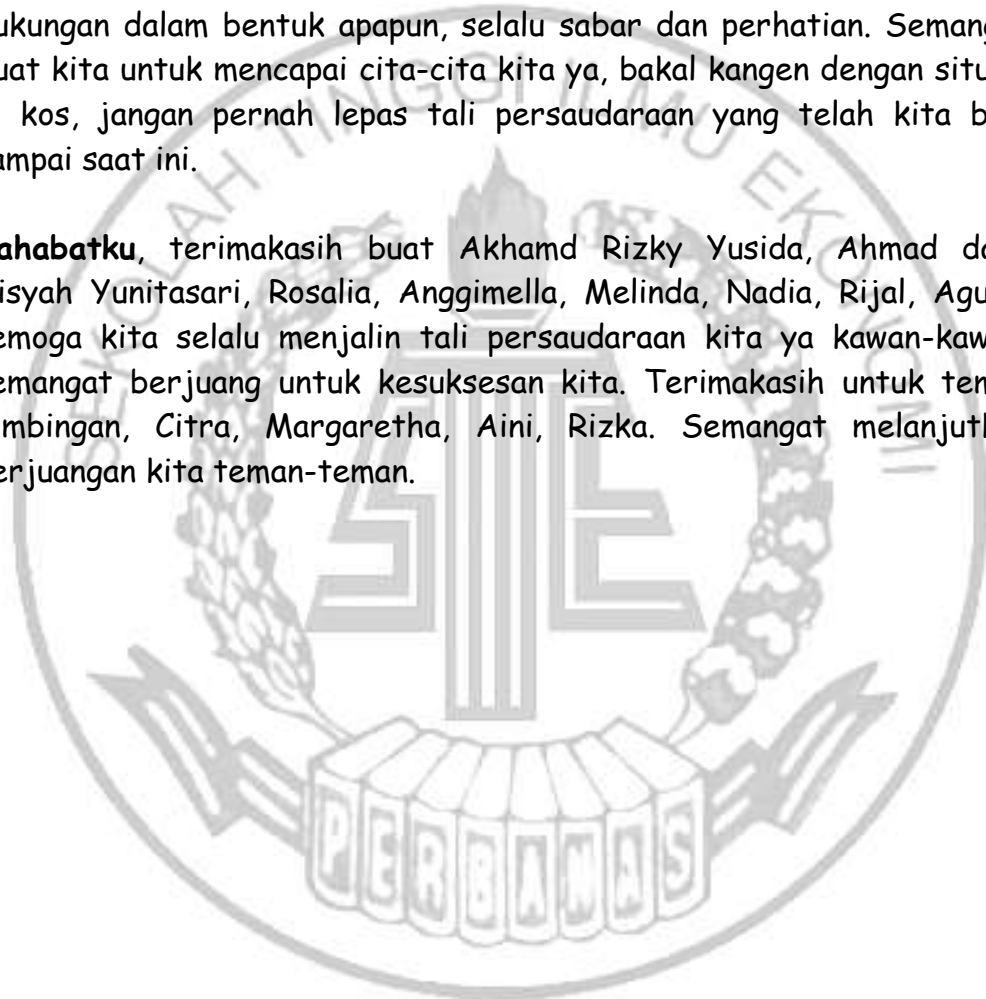 ukungan dalam bentuk apapun, selalu sabar dan perhatian. Semang
uat kita untuk mencapai cita-cita kita ya, bakal kangen dengan situ
kos, jangan pernah lepas tali persaudaraan yang telah kita b
ampai saat ini.
ahabatku, terimakasih buat Akhamd Rizky Yusida, Ahmad da
isyah Yunitasari, Rosalia, Anggimella, Melinda, Nadia, Rijal, Agu
emoga kita selalu menjalin tali persaudaraan kita ya kawan-kaw
emangat berjuang untuk kesuksesan kita. Terimakasih untuk tem
mbingan, Citra, Margaretha, Aini, Rizka. Semangat melanjutk
erjuangan kita teman-teman.
SEKOLAH TINGGI ILMU EKONOMI
PERBANAS